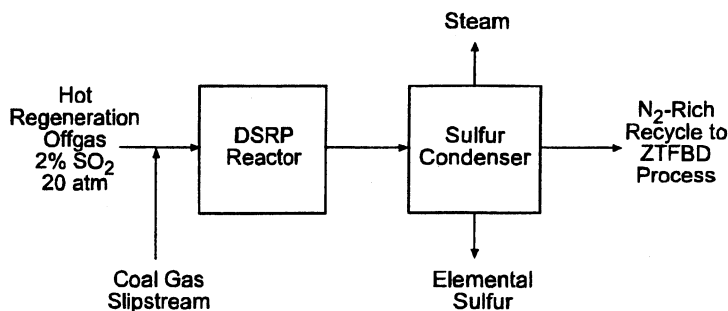 Steam
Hot
Regeneration
Offgas
2% SO₂
20 atm
DSRP
Reactor
Sulfur
Condenser
N₂-Rich
Recycle to
ZTFBD
Process
Coal Gas
Slipstream
Elemental
Sulfur